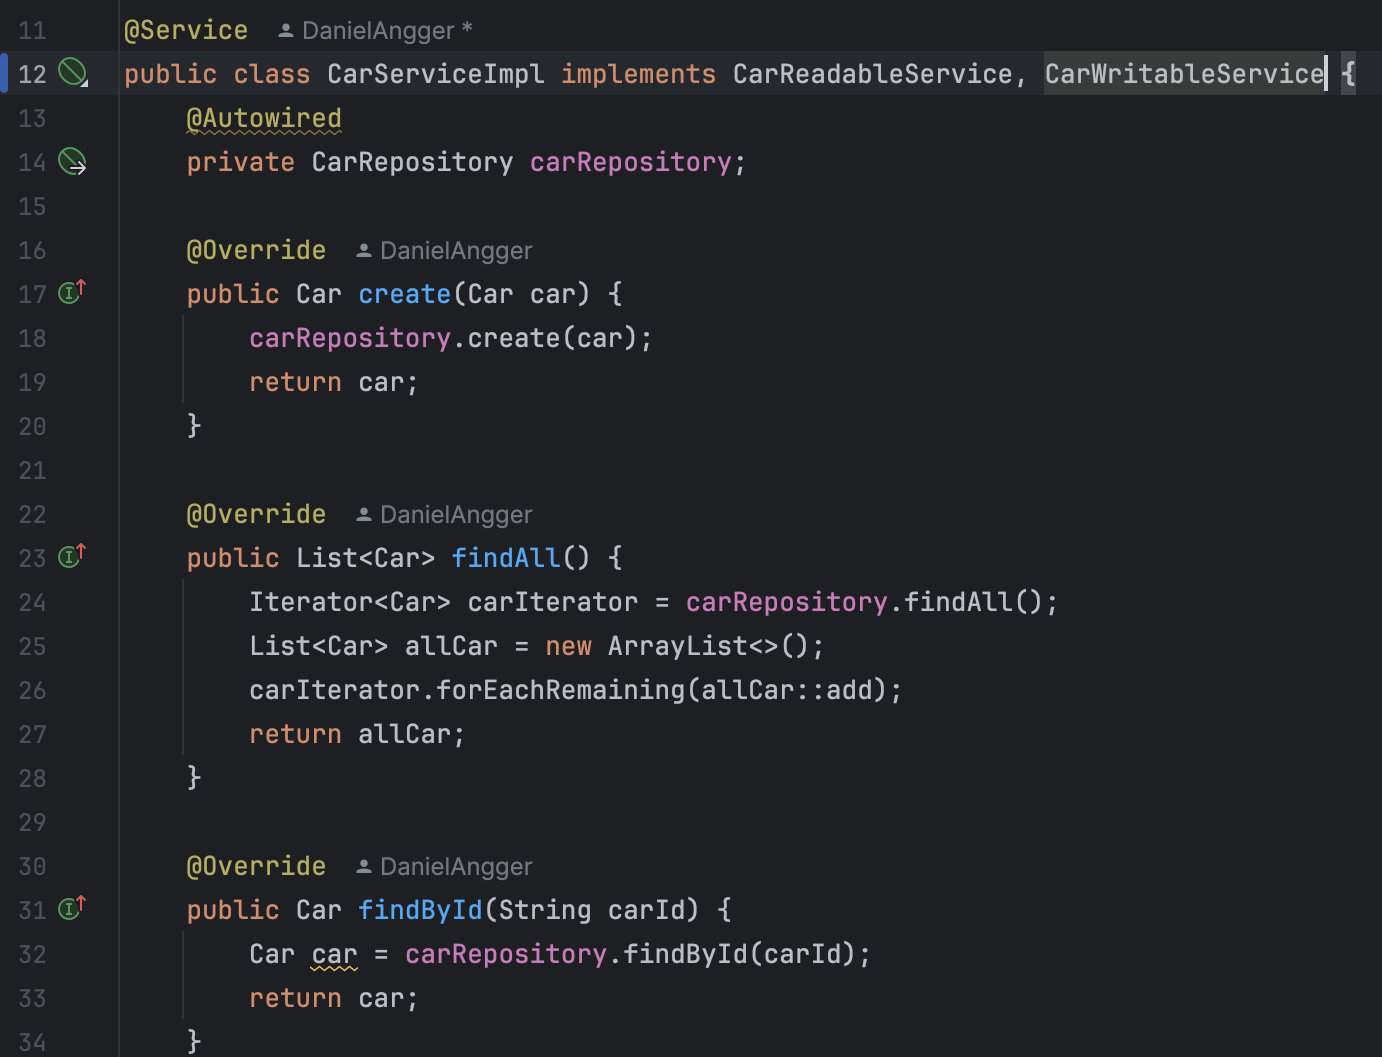 11 @Service DanielAngger *
12 public class CarServiceImpl implements CarReadableService, CarWritableService {
13 @Autowired
14 private CarRepository carRepository;
15
16 @Override DanielAngger
17 public Car create(Car car) {
18 carRepository.create(car);
19 return car;
20 }
21
22 @Override DanielAngger
23 public List<Car> findAll() {
24 Iterator<Car> carIterator = carRepository.findAll();
25 List<Car> allCar = new ArrayList<>();
26 carIterator.forEachRemaining(allCar::add);
27 return allCar;
28 }
29
30 @Override DanielAngger
31 public Car findById(String carId) {
32 Car car = carRepository.findById(carId);
33 return car;
34 }